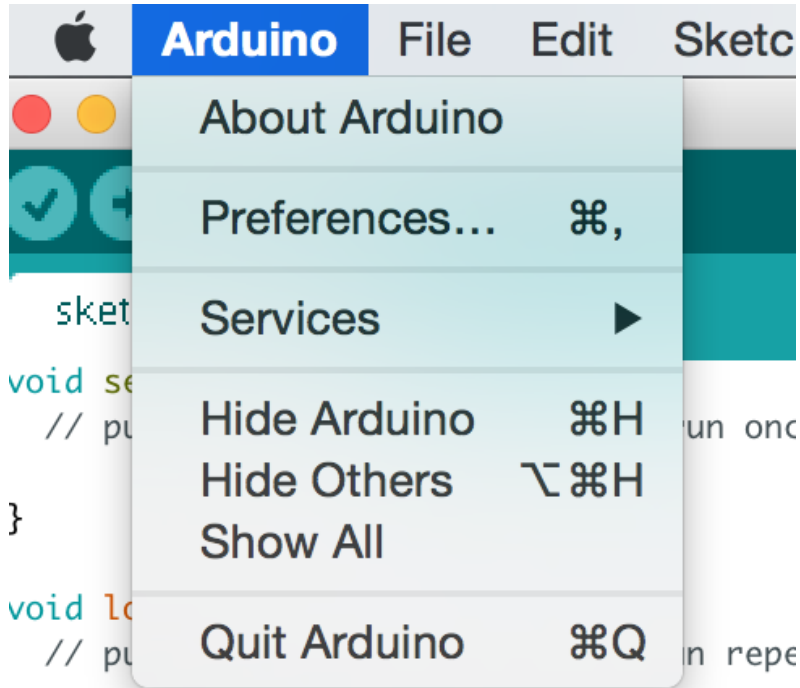 Arduino File Edit Sketc
About Arduino
Preferences... ⌘,
sket
Services
void se
Hide Arduino ⌘H
// pu un onc
Hide Others ⌥⌘H
}
Show All
void lo
Quit Arduino ⌘Q
// pu n repe